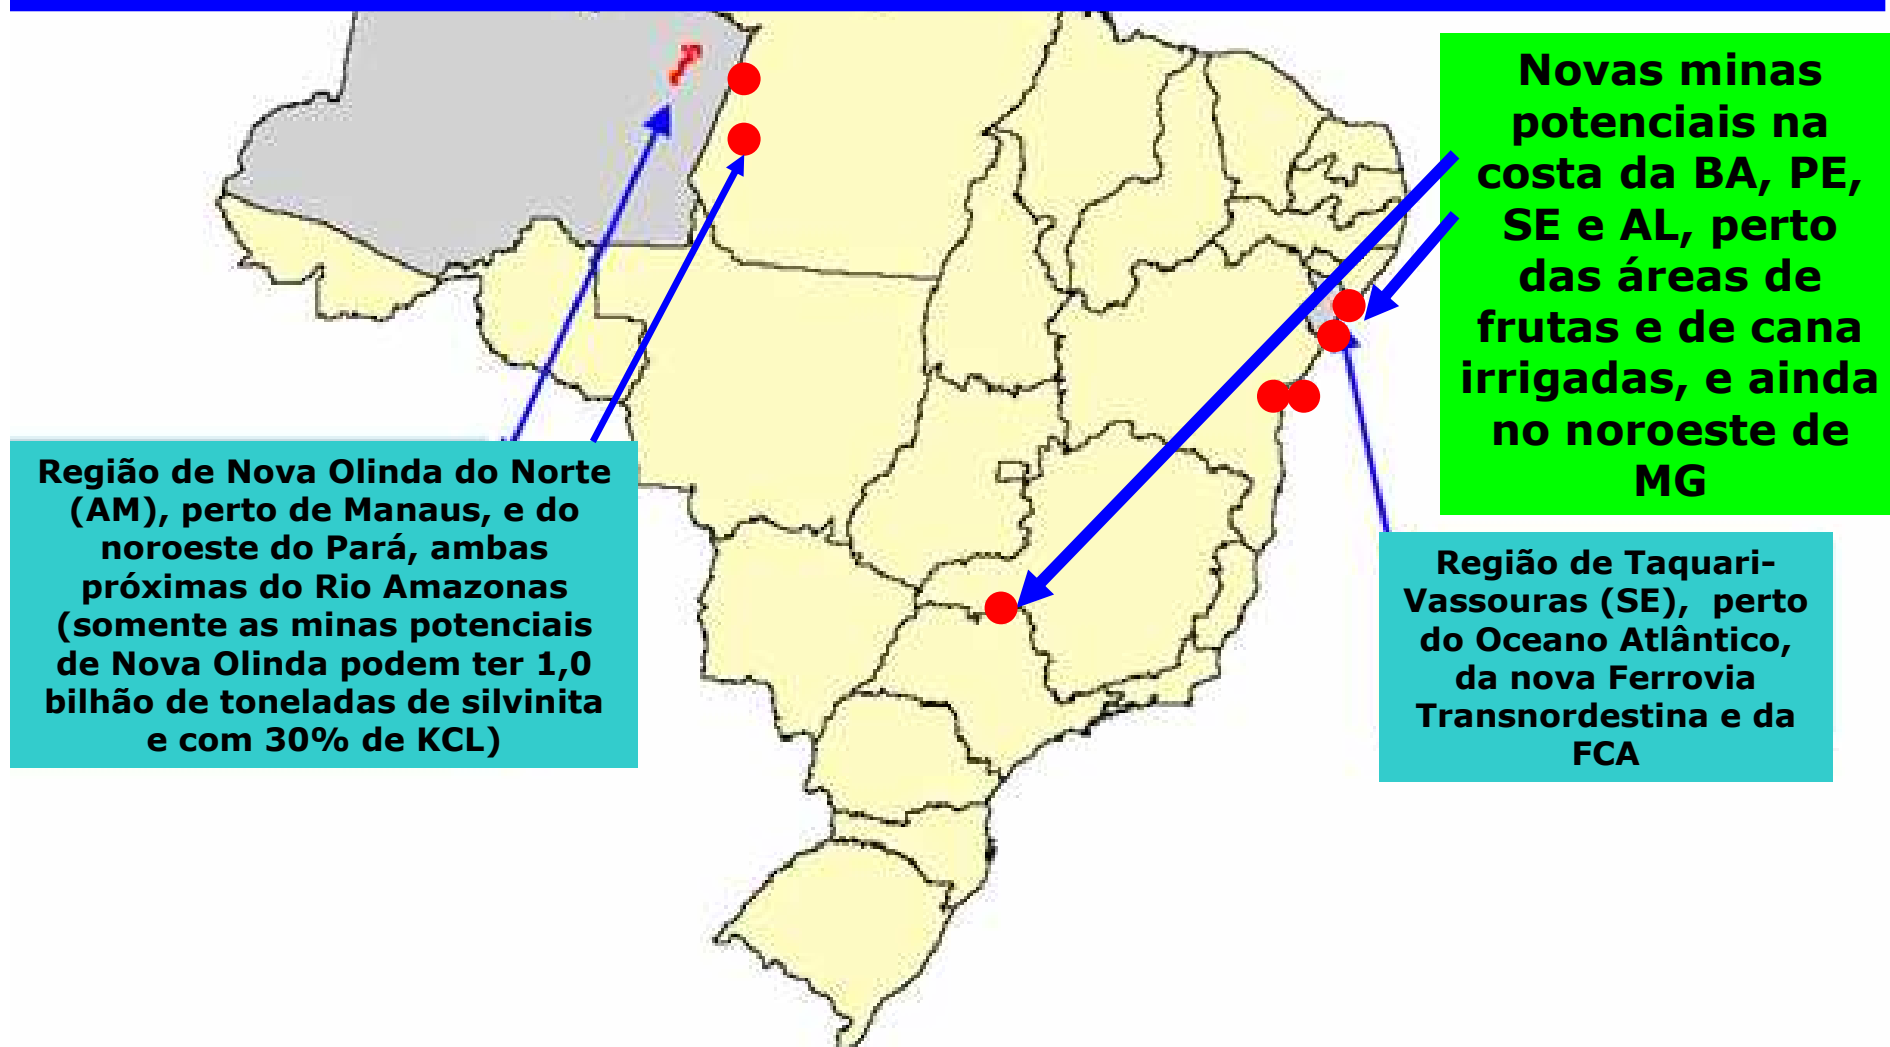 Novas minas
potenciais na
costa da BA, PE,
SE e AL, perto
das áreas de
frutas e de cana
irrigadas, e ainda
no noroeste de
MG
Região de Nova Olinda do Norte
(AM), perto de Manaus, e do
noroeste do Pará, ambas
próximas do Rio Amazonas
(somente as minas potenciais
de Nova Olinda podem ter 1,0
bilhão de toneladas de silvinita
e com 30% de KCL)
Região de Taquari-
Vassouras (SE), perto
do Oceano Atlântico,
da nova Ferrovia
Transnordestina e da
FCA